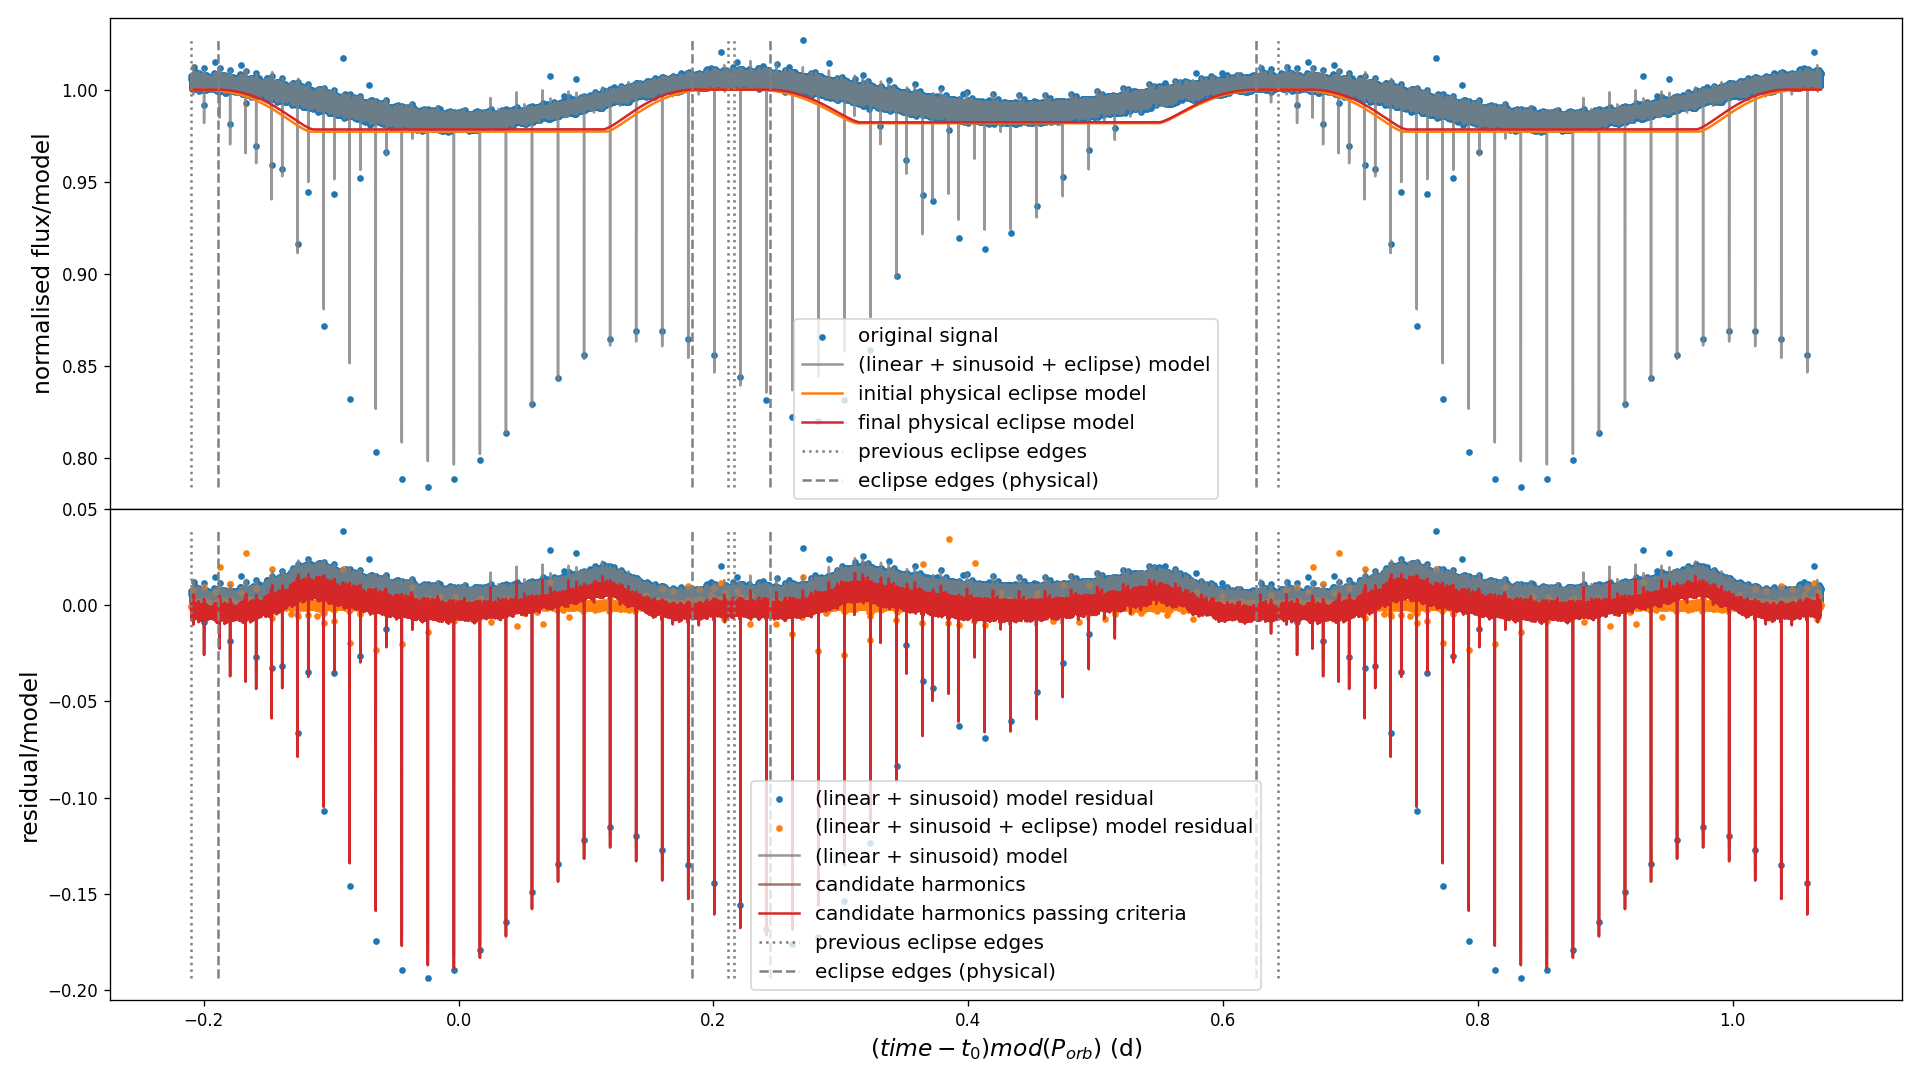 normalised flux/model
1.00
0.95
0.90
0.85
0.80
original signal
(linear + sinusoid + eclipse) model
initial physical eclipse model
final physical eclipse model
previous eclipse edges
eclipse edges (physical)
residual/model
0.05
0.00
−0.05
−0.10
−0.15
−0.20
(linear + sinusoid) model residual
(linear + sinusoid + eclipse) model residual
(linear + sinusoid) model
candidate harmonics
candidate harmonics passing criteria
previous eclipse edges
eclipse edges (physical)
−0.2 0.0 0.2 0.4 0.6 0.8 1.0
(time − t₀)mod(Pₒᵣb) (d)